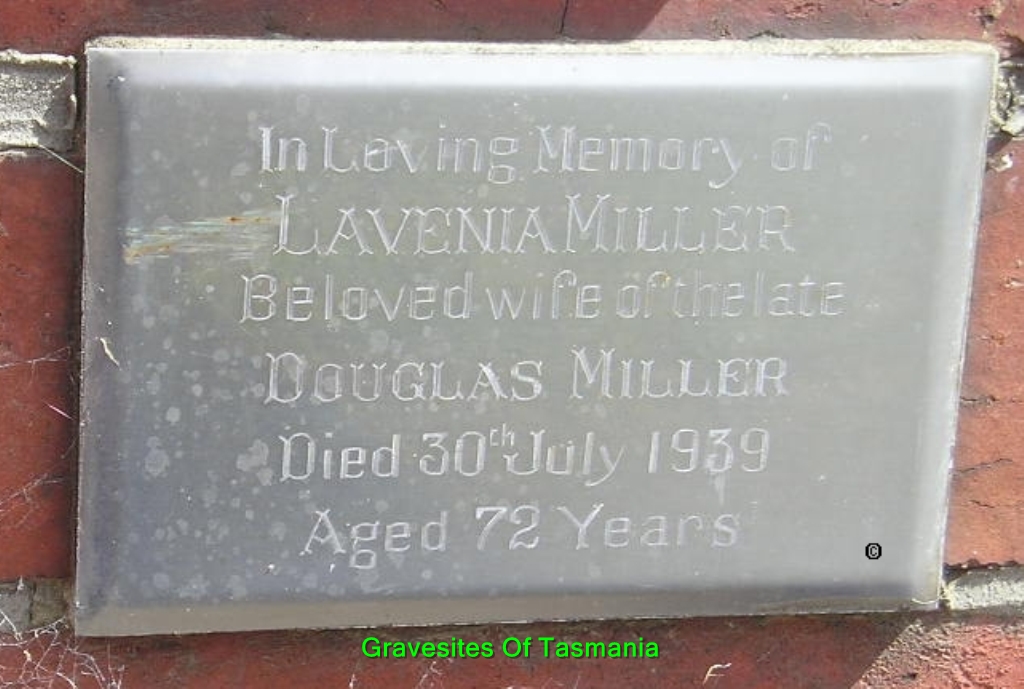 In Loving Memory of
LAVENIA MILLER
Beloved wife of the late
DOUGLAS MILLER
Died 30th July 1939
Aged 72 Years
©
Gravesites Of Tasmania